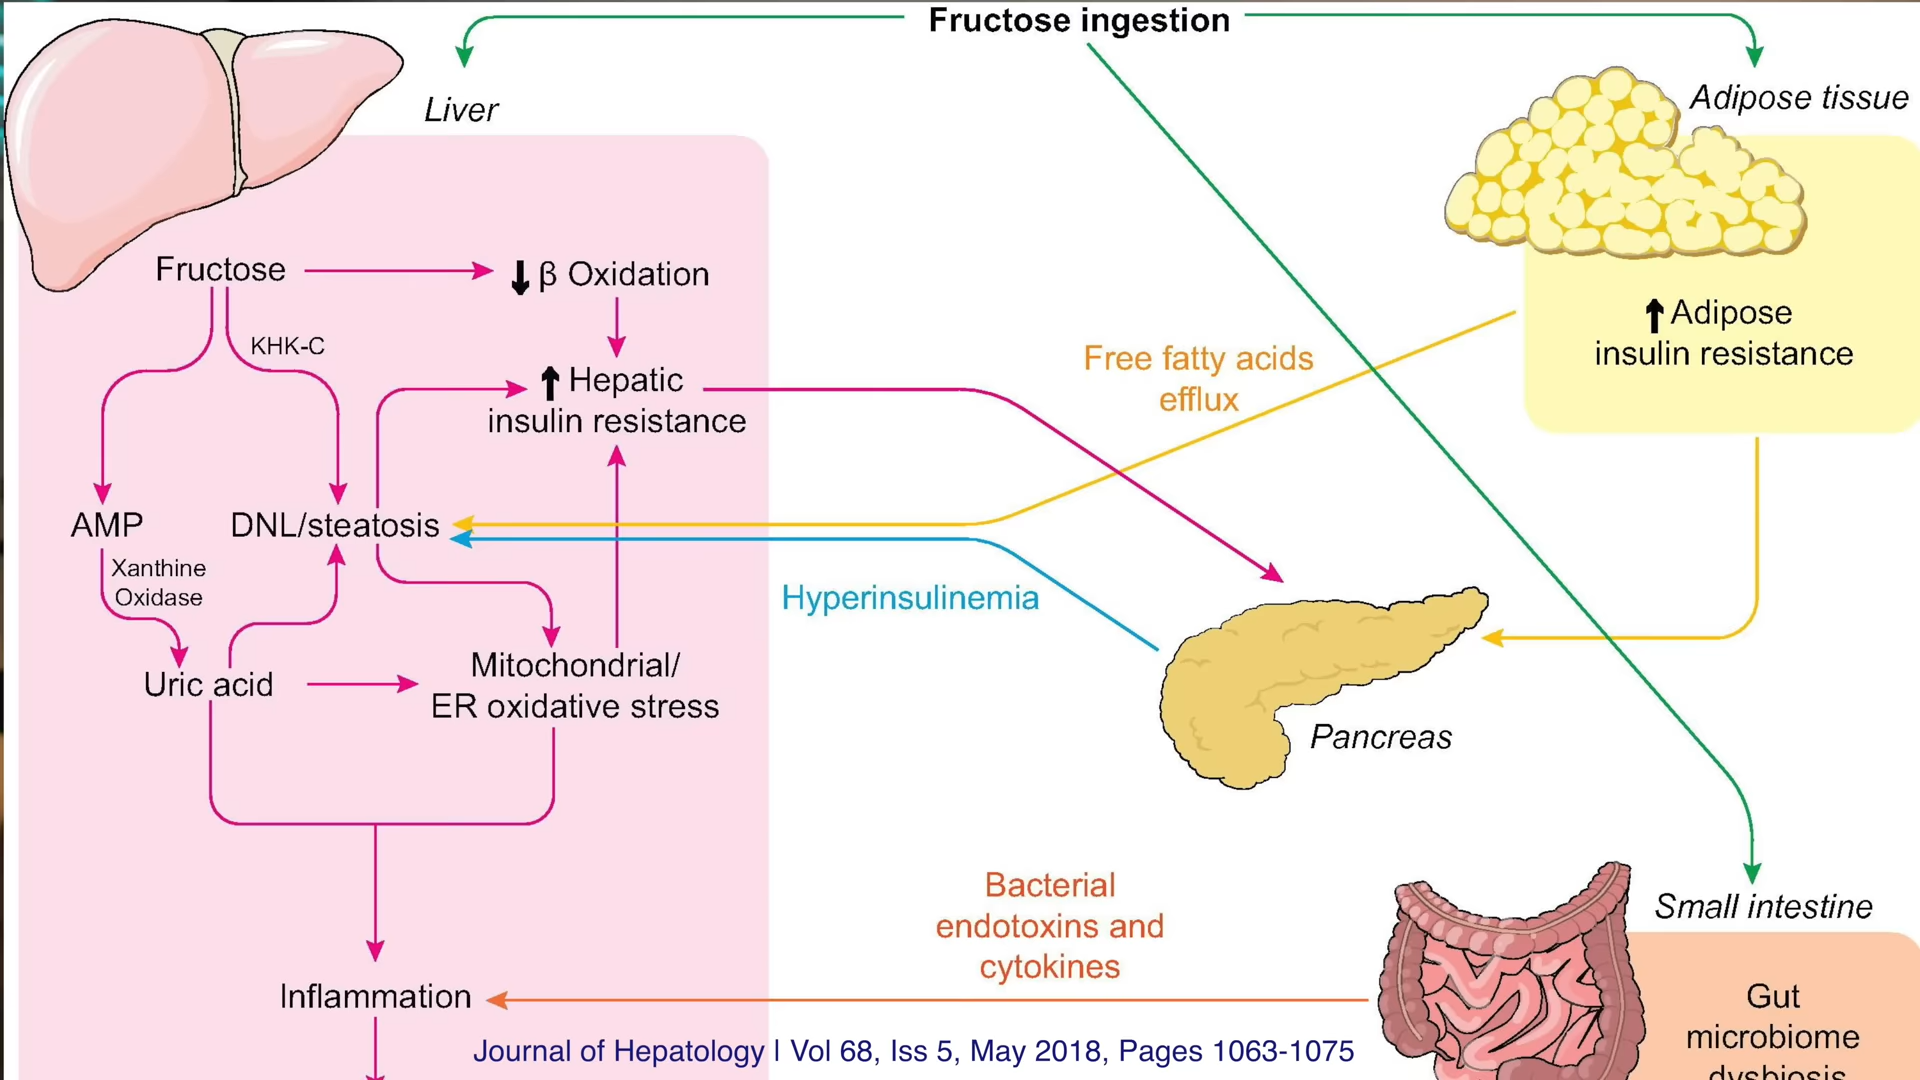 Fructose ingestion
Liver
Adipose tissue
Fructose
↓ β Oxidation
KHK-C
↑ Hepatic
insulin resistance
↑ Adipose
insulin resistance
Free fatty acids
efflux
AMP
DNL/steatosis
Xanthine
Oxidase
Hyperinsulinemia
Uric acid
Mitochondrial/
ER oxidative stress
Pancreas
Bacterial
endotoxins and
cytokines
Small intestine
Inflammation
Gut
microbiome
dysbiosis
Journal of Hepatology | Vol 68, Iss 5, May 2018, Pages 1063-1075